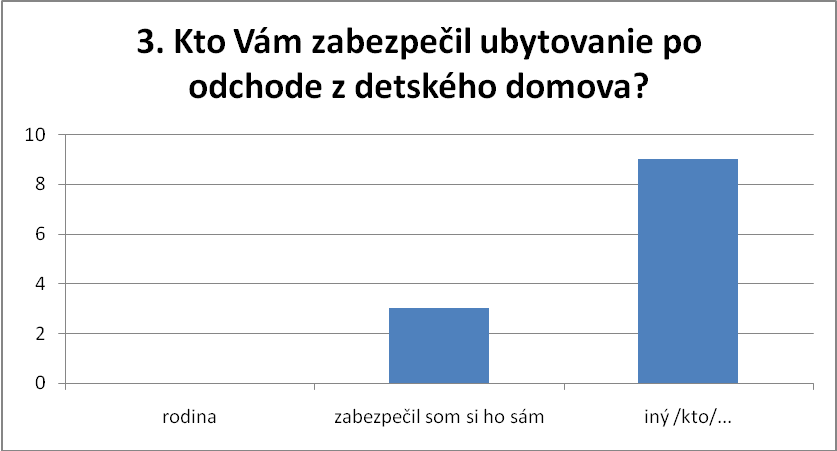 3. Kto Vám zabezpečil ubytovanie po
odchode z detského domova?
10
8
6
4
2
0
rodina
zabezpečil som si ho sám
iný /kto/...